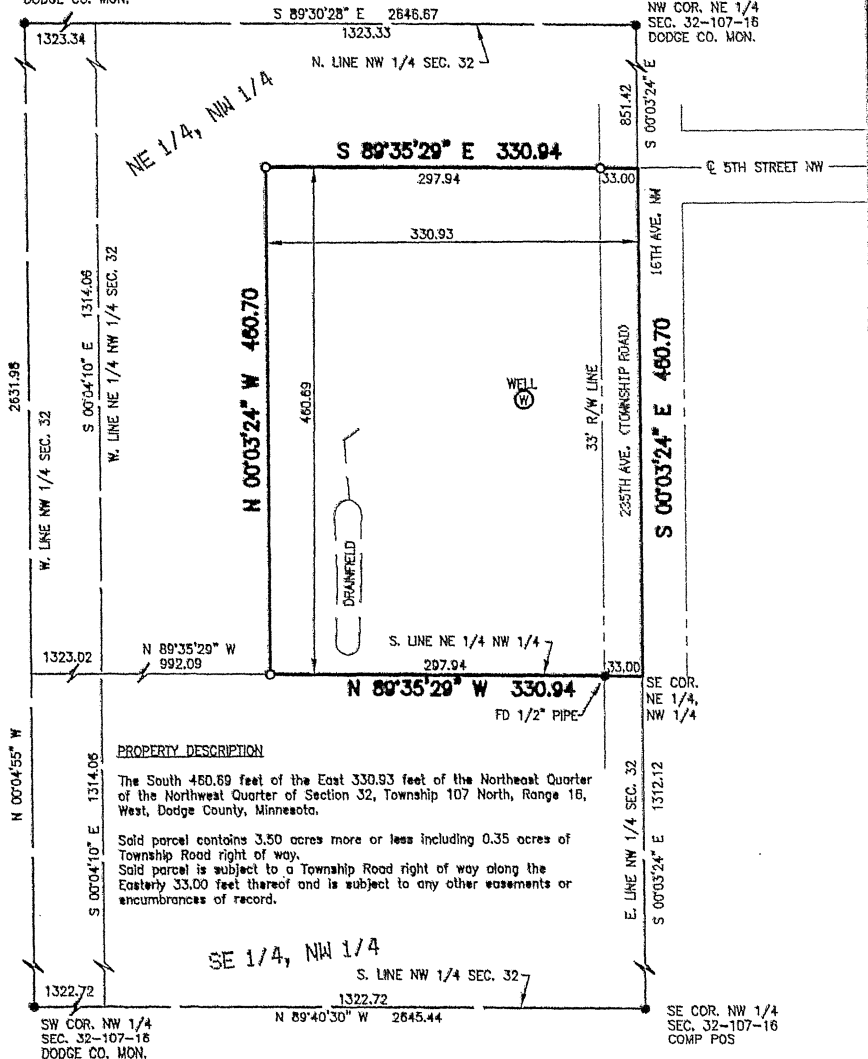 DODGE CO. MON.
S 89°30'28" E 2646.67
1323.34
1323.33
N. LINE NW 1/4 SEC. 32
NW COR. NE 1/4
SEC. 32-107-16
DODGE CO. MON.
NE 1/4, NW 1/4
851.42
S 00°03'24" E
S 89°35'29" E 330.94
297.94
33.00
℄ 5TH STREET NW
330.93
16TH AVE. NW
2631.98
W. LINE NW 1/4 SEC. 32
S 00°04'10" E 1314.06
W. LINE NE 1/4 NW 1/4 SEC. 32
N 00°03'24" W 460.70
460.69
WELL
W
DRAINFIELD
33' R/W LINE
235TH AVE. (TOWNSHIP ROAD)
S 00°03'24" E 460.70
1323.02
N 89°35'29" W
992.09
S. LINE NE 1/4 NW 1/4
297.94
33.00
N 89°35'29" W 330.94
FD 1/2" PIPE
SE COR.
NE 1/4,
NW 1/4
N 00°04'55" W
S 00°04'10" E 1314.06
PROPERTY DESCRIPTION
The South 460.69 feet of the East 330.93 feet of the Northeast Quarter
of the Northwest Quarter of Section 32, Township 107 North, Range 16,
West, Dodge County, Minnesota.
Said parcel contains 3.50 acres more or less including 0.35 acres of
Township Road right of way.
Said parcel is subject to a Township Road right of way along the
Easterly 33.00 feet thereof and is subject to any other easements or
encumbrances of record.
E. LINE NW 1/4 SEC. 32
S 00°03'24" E 1312.12
SE 1/4, NW 1/4
S. LINE NW 1/4 SEC. 32
1322.72
1322.72
N 89°40'30" W 2645.44
SW COR. NW 1/4
SEC. 32-107-16
DODGE CO. MON.
SE COR. NW 1/4
SEC. 32-107-16
COMP POS